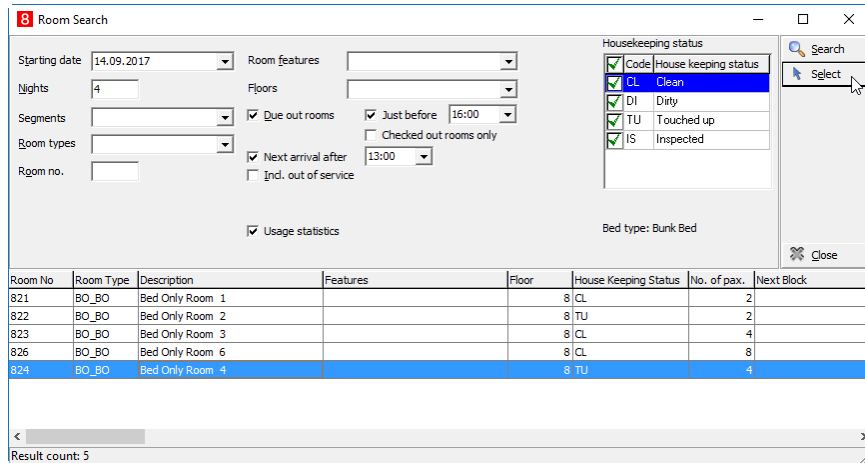 8 Room Search
Starting date 14.09.2017 Room features
Nights 4 Floors
Segments Due out rooms Just before 16:00
Room types Checked out rooms only
Next arrival after 13:00
Room no. Incl. out of service
Usage statistics
Housekeeping status
Code House keeping status
CL Clean
DI Dirty
TU Touched up
IS Inspected
Bed type: Bunk Bed
Search
Select
Close
Room No Room Type Description Features Floor House Keeping Status No. of pax. Next Block
821 BO_BO Bed Only Room 1 8 CL 2
822 BO_BO Bed Only Room 2 8 TU 2
823 BO_BO Bed Only Room 3 8 CL 4
826 BO_BO Bed Only Room 6 8 CL 8
824 BO_BO Bed Only Room 4 8 TU 4
Result count: 5